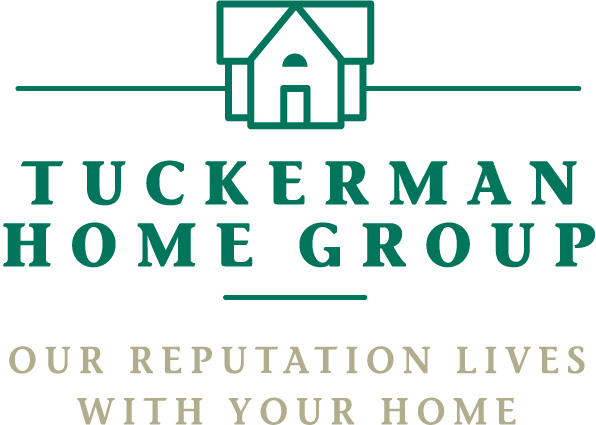 TUCKERMAN
HOME GROUP
OUR REPUTATION LIVES
WITH YOUR HOME